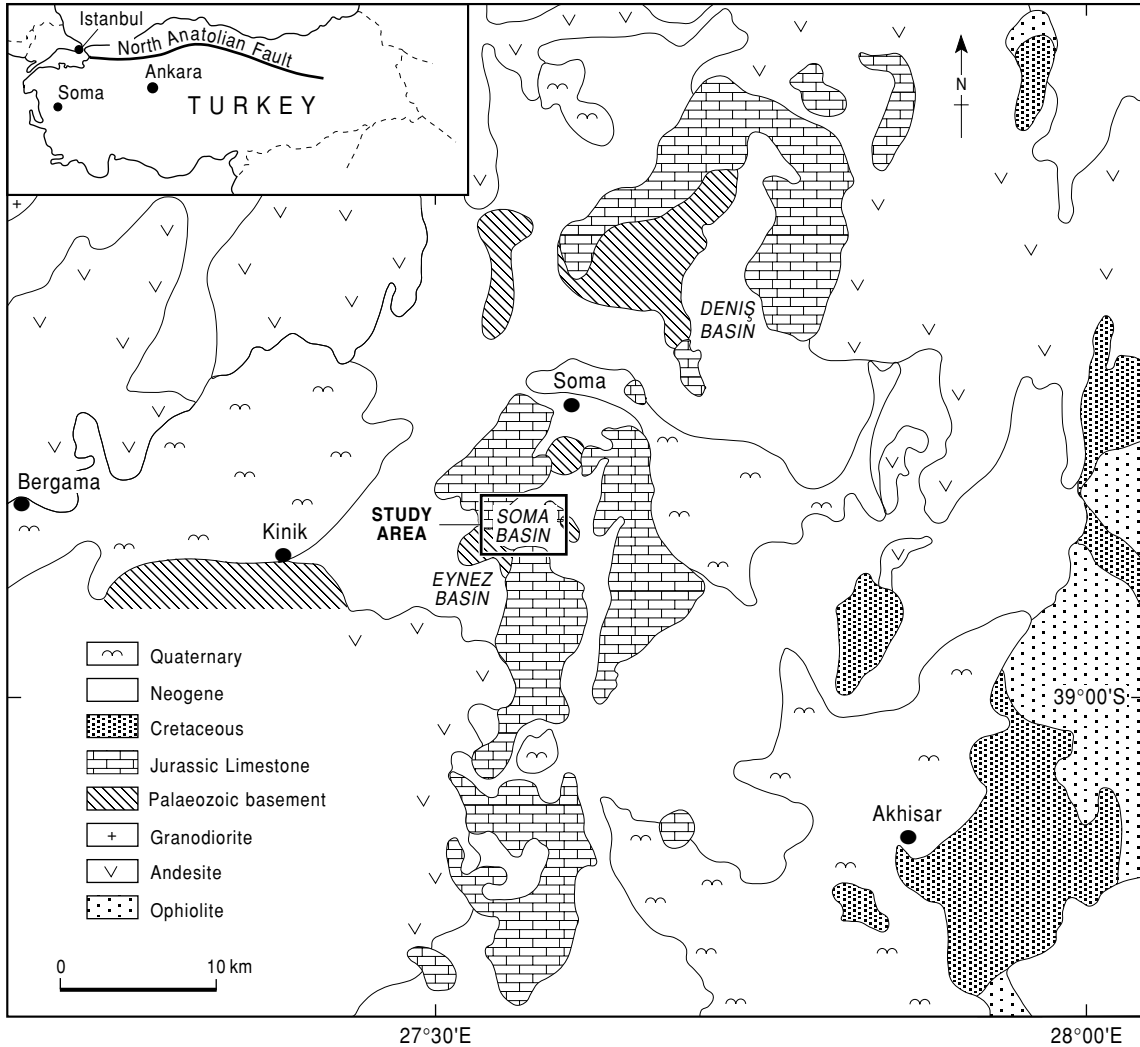 Istanbul
North Anatolian Fault
Ankara
Soma
TURKEY
N
DENIŞ
BASIN
Soma
Bergama
STUDY
AREA
SOMA
BASIN
Kinik
EYNEZ
BASIN
Quaternary
Neogene
39°00'S
Cretaceous
Jurassic Limestone
Palaeozoic basement
Granodiorite
Akhisar
Andesite
Ophiolite
0 10 km
27°30'E 28°00'E